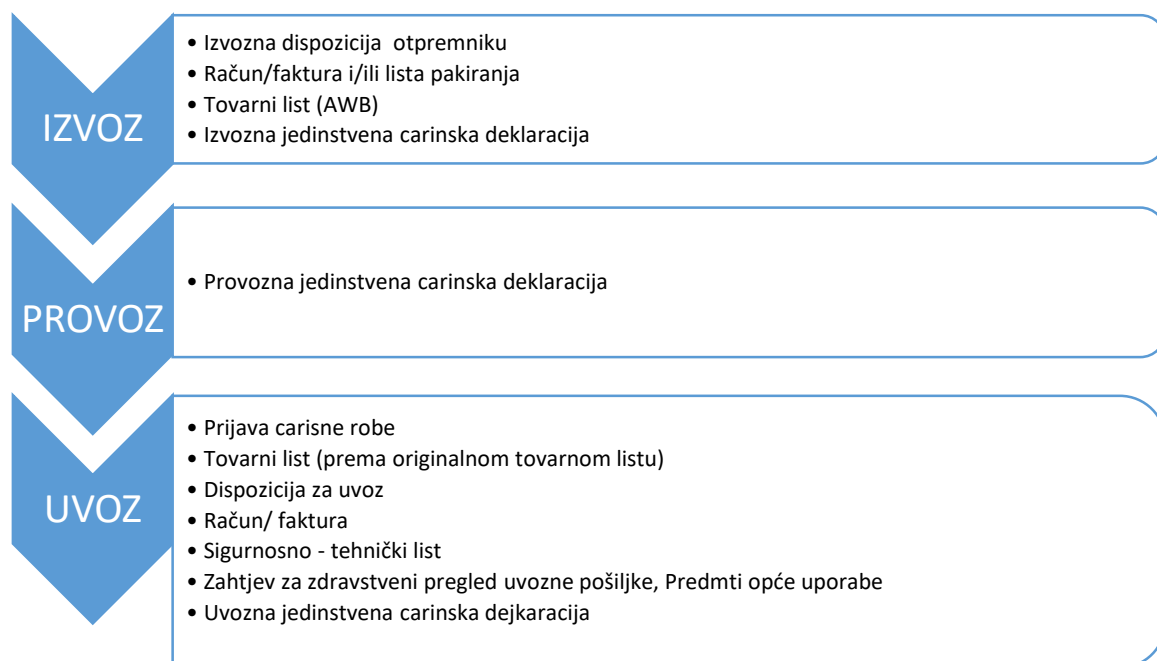 IZVOZ
• Izvozna dispozicija  otpremniku
• Račun/faktura i/ili lista pakiranja
• Tovarni list (AWB)
• Izvozna jedinstvena carinska deklaracija
PROVOZ
• Provozna jedinstvena carinska deklaracija
UVOZ
• Prijava carisne robe
• Tovarni list (prema originalnom tovarnom listu)
• Dispozicija za uvoz
• Račun/ faktura
• Sigurnosno - tehnički list
• Zahtjev za zdravstveni pregled uvozne pošiljke, Predmti opće uporabe
• Uvozna jedinstvena carinska dejkaracija